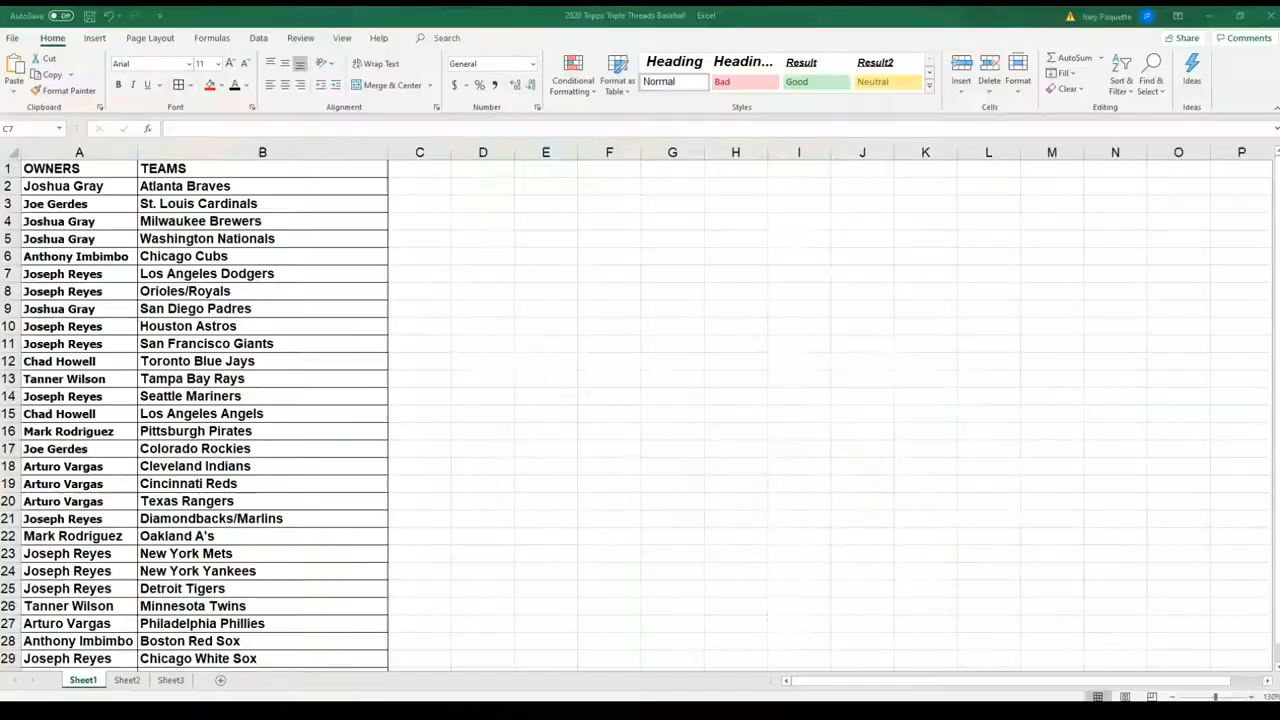 AutoSave Off 2020 Topps Triple Threads Baseball - Excel Joey Paquette JP
File Home Insert Page Layout Formulas Data Review View Help Search Share Comments
Paste Cut Copy Format Painter Clipboard
Arial 11 A A B I U A Font
Wrap Text Merge & Center Alignment
General $ % , Number
Conditional Formatting Format as Table
Heading Headin... Result Result2
Normal Bad Good Neutral
Styles
Insert Delete Format Cells
AutoSum Fill Clear Sort & Filter Find & Select Editing
Ideas Ideas
C7 fx
A B C D E F G H I J K L M N O P
1 OWNERS TEAMS
2 Joshua Gray Atlanta Braves
3 Joe Gerdes St. Louis Cardinals
4 Joshua Gray Milwaukee Brewers
5 Joshua Gray Washington Nationals
6 Anthony Imbimbo Chicago Cubs
7 Joseph Reyes Los Angeles Dodgers
8 Joseph Reyes Orioles/Royals
9 Joshua Gray San Diego Padres
10 Joseph Reyes Houston Astros
11 Joseph Reyes San Francisco Giants
12 Chad Howell Toronto Blue Jays
13 Tanner Wilson Tampa Bay Rays
14 Joseph Reyes Seattle Mariners
15 Chad Howell Los Angeles Angels
16 Mark Rodriguez Pittsburgh Pirates
17 Joe Gerdes Colorado Rockies
18 Arturo Vargas Cleveland Indians
19 Arturo Vargas Cincinnati Reds
20 Arturo Vargas Texas Rangers
21 Joseph Reyes Diamondbacks/Marlins
22 Mark Rodriguez Oakland A's
23 Joseph Reyes New York Mets
24 Joseph Reyes New York Yankees
25 Joseph Reyes Detroit Tigers
26 Tanner Wilson Minnesota Twins
27 Arturo Vargas Philadelphia Phillies
28 Anthony Imbimbo Boston Red Sox
29 Joseph Reyes Chicago White Sox
Sheet1 Sheet2 Sheet3
130%